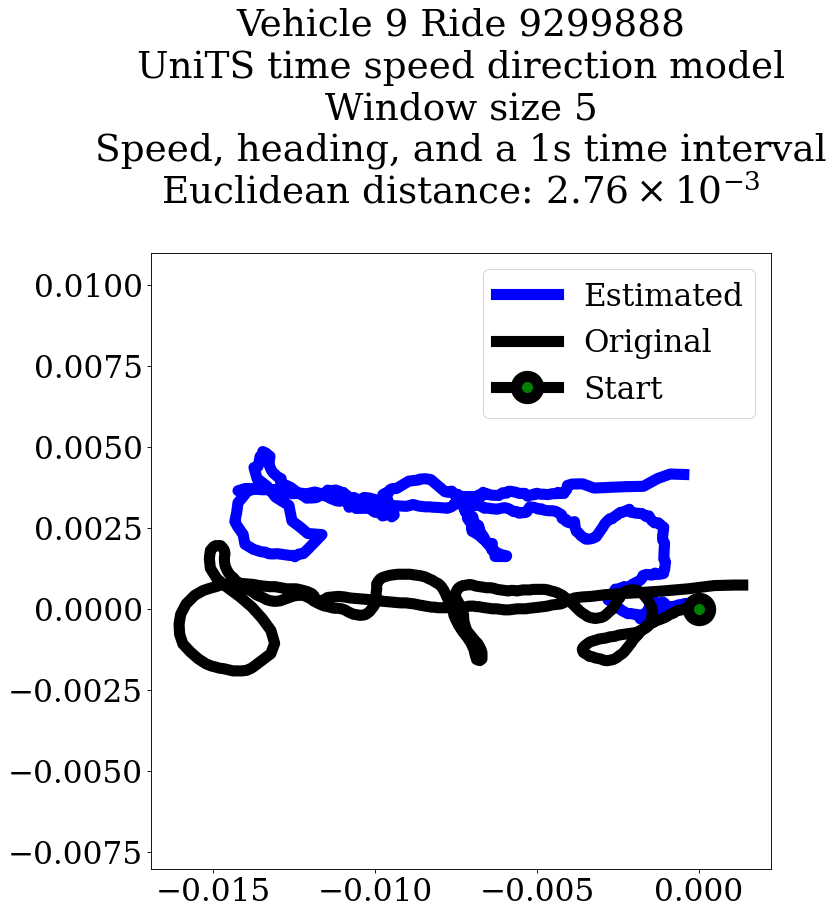 Vehicle 9 Ride 9299888
UniTS time speed direction model
Window size 5
Speed, heading, and a 1s time interval
Euclidean distance: 2.76 × 10⁻³
0.0100
0.0075
0.0050
0.0025
0.0000
−0.0025
−0.0050
−0.0075
Estimated
Original
Start
−0.015
−0.010
−0.005
0.000